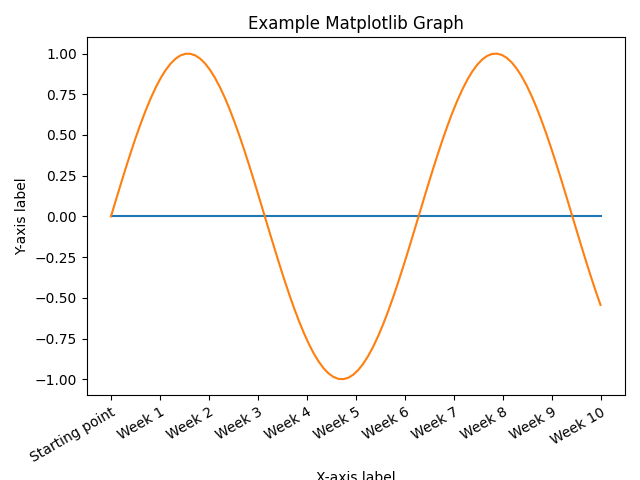 Example Matplotlib Graph
1.00
0.75
0.50
0.25
0.00
−0.25
−0.50
−0.75
−1.00
Y-axis label
Starting point
Week 1
Week 2
Week 3
Week 4
Week 5
Week 6
Week 7
Week 8
Week 9
Week 10
X-axis label